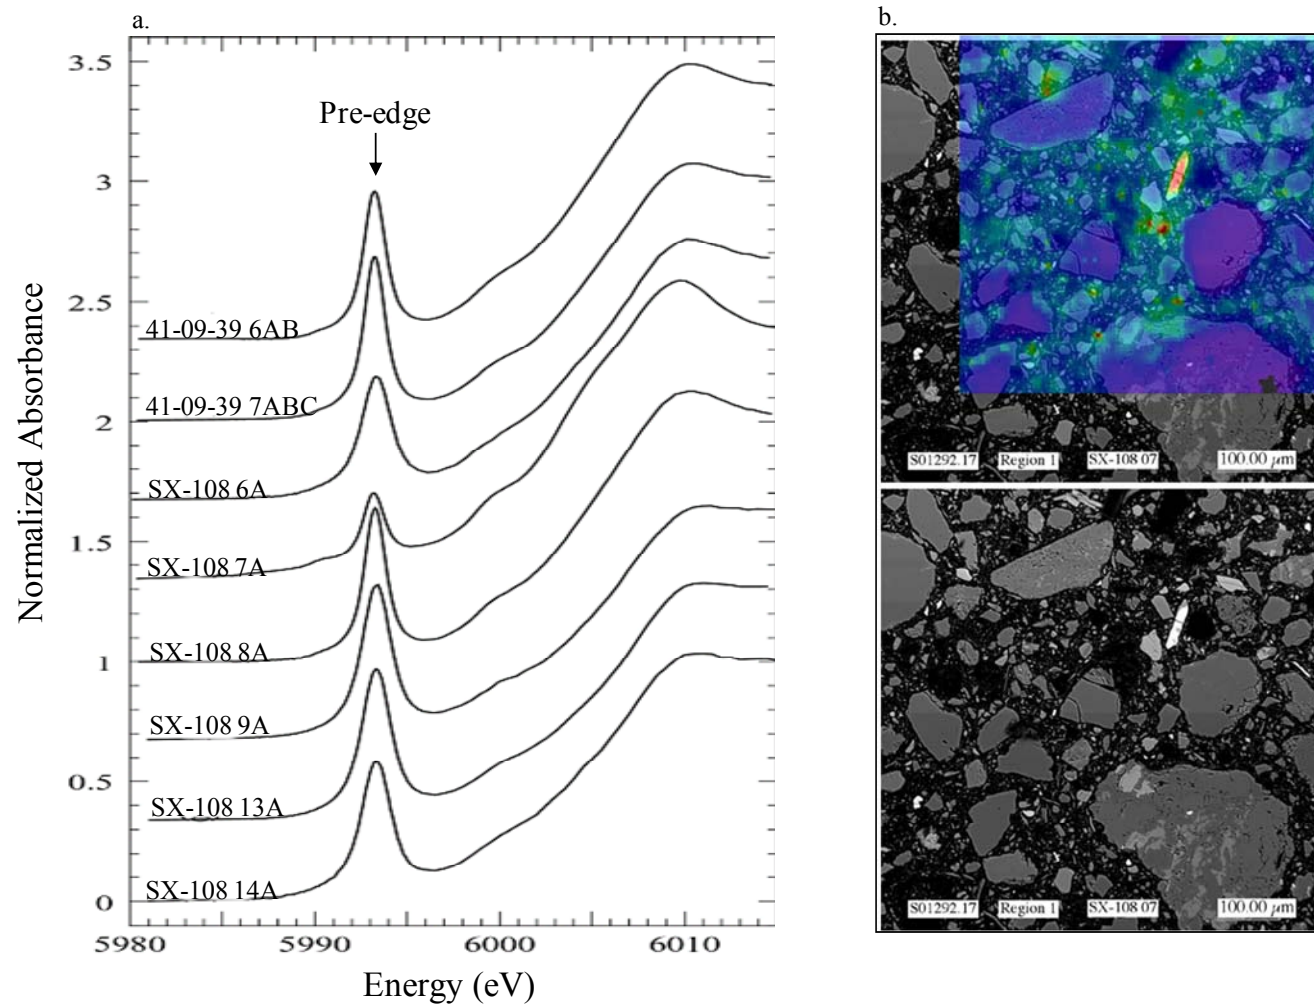 a.
Normalized Absorbance
3.5
3
2.5
2
1.5
1
0.5
0
Pre-edge
41-09-39 6AB
41-09-39 7ABC
SX-108 6A
SX-108 7A
SX-108 8A
SX-108 9A
SX-108 13A
SX-108 14A
5980
5990
6000
6010
Energy (eV)
b.
S01292.17 Region 1 SX-108 07 100.00 µm
S01292.17 Region 1 SX-108 07 100.00 µm